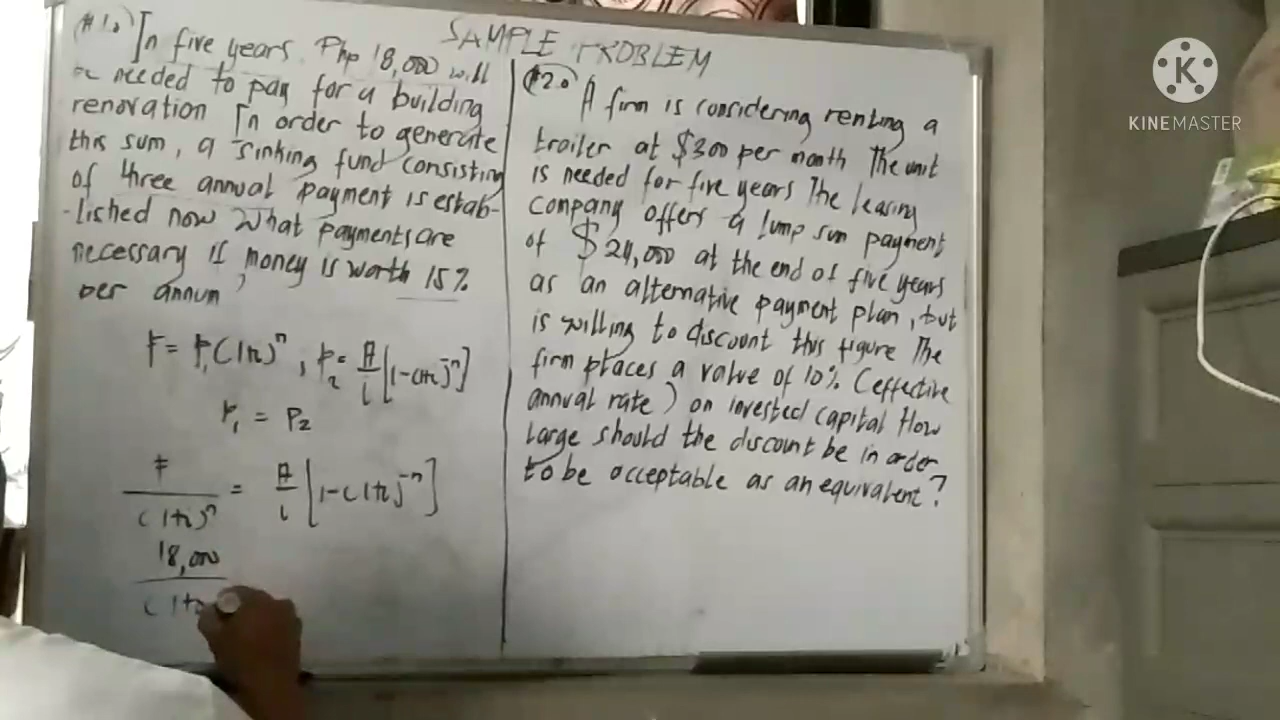 SAMPLE PROBLEM
#1.) In five years, Php 18,000 will
be needed to pay for a building
renovation In order to generate
this sum, a sinking fund consisting
of three annual payment is estab-
-lished now What payments are
necessary if money is worth 15%
per annum?
F = P₁(1+i)ⁿ, P₂ = A/i [1-(1+i)⁻ⁿ]
P₁ = P₂
F/(1+i)ⁿ = A/i [1-(1+i)⁻ⁿ]
18,000
(1+
#2.) A firm is considering renting a
trailer at $300 per month The unit
is needed for five years The leasing
company offers a lump sum payment
of $24,000 at the end of five years
as an alternative payment plan, but
is willing to discount this figure The
firm places a value of 10% (effective
annual rate) on invested capital How
large should the discount be in order
to be acceptable as an equivalent?
KINEMASTER